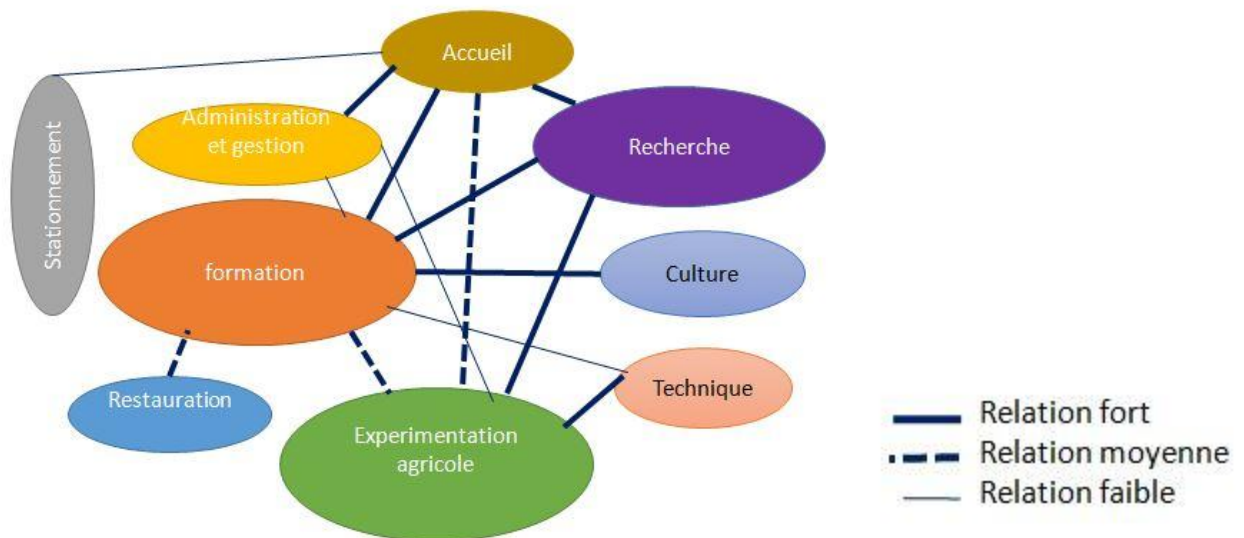 Accueil
Administration
et gestion
Recherche
Stationnement
formation
Culture
Restauration
Technique
Experimentation
agricole
Relation fort
Relation moyenne
Relation faible